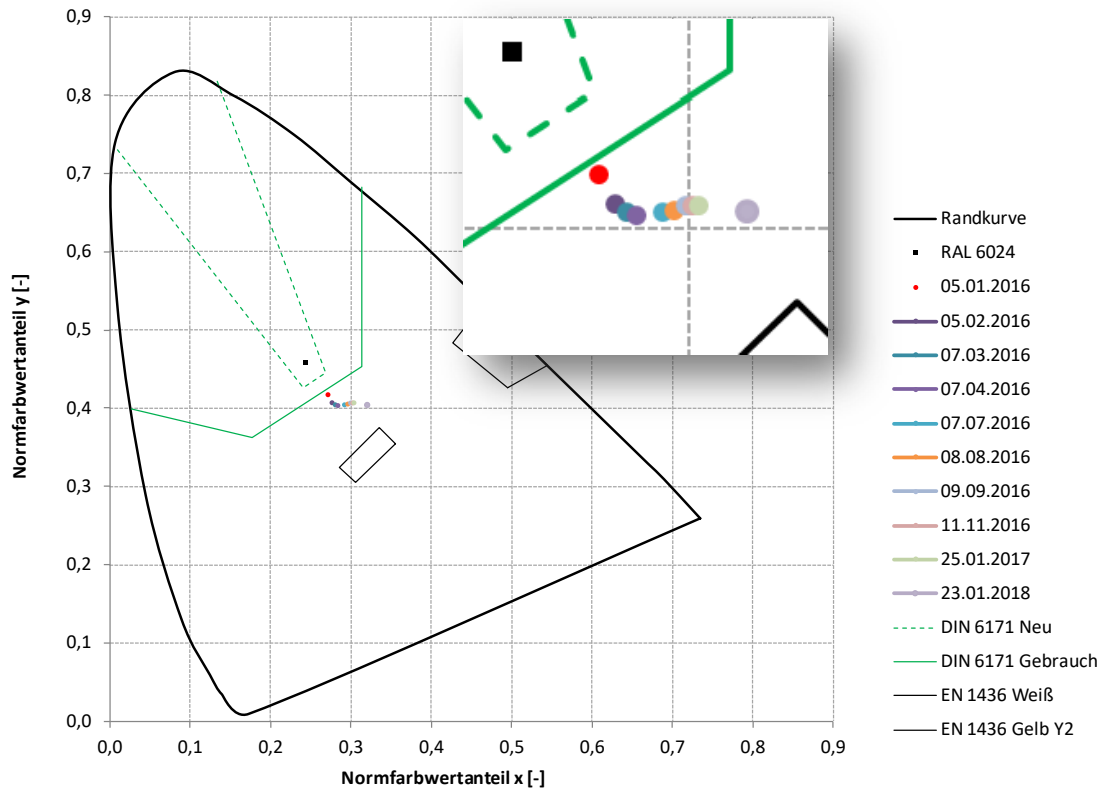 0,9
0,8
0,7
0,6
0,5
0,4
0,3
0,2
0,1
0,0
Normfarbwertanteil y [-]
0,0 0,1 0,2 0,3 0,4 0,5 0,6 0,7 0,8 0,9
Normfarbwertanteil x [-]
Randkurve
RAL 6024
05.01.2016
05.02.2016
07.03.2016
07.04.2016
07.07.2016
08.08.2016
09.09.2016
11.11.2016
25.01.2017
23.01.2018
DIN 6171 Neu
DIN 6171 Gebrauch
EN 1436 Weiß
EN 1436 Gelb Y2